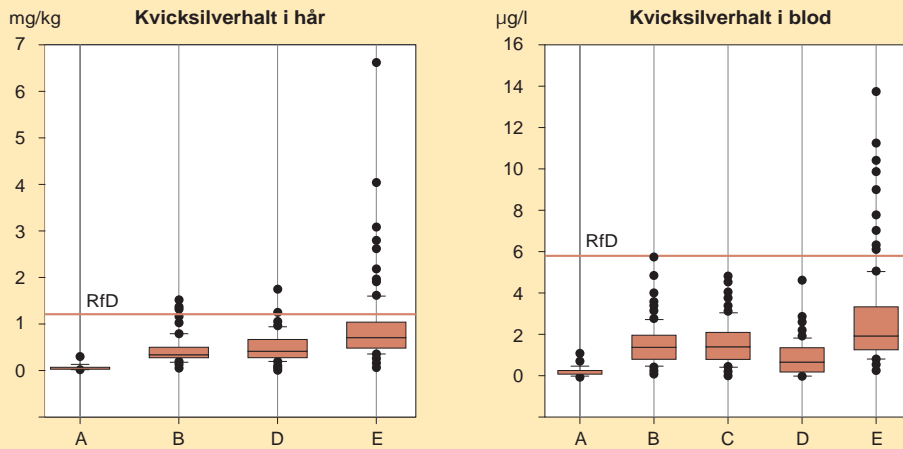 Kvicksilverhalt i hår
mg/kg
7
6
5
4
3
2
1
0
RfD
A B D E
Kvicksilverhalt i blod
µg/l
16
14
12
10
8
6
4
2
0
RfD
A B C D E